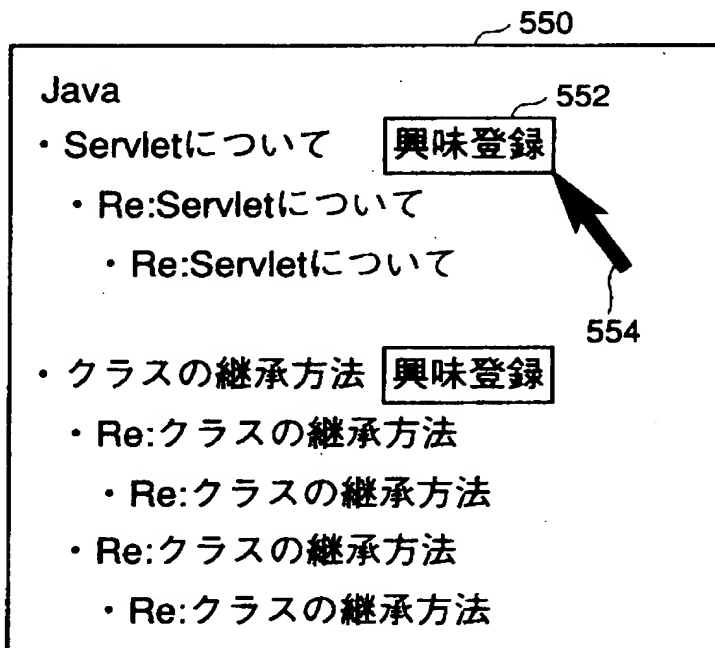 550
Java
552
・Servletについて 興味登録
・Re:Servletについて
・Re:Servletについて
554
・クラスの継承方法 興味登録
・Re:クラスの継承方法
・Re:クラスの継承方法
・Re:クラスの継承方法
・Re:クラスの継承方法